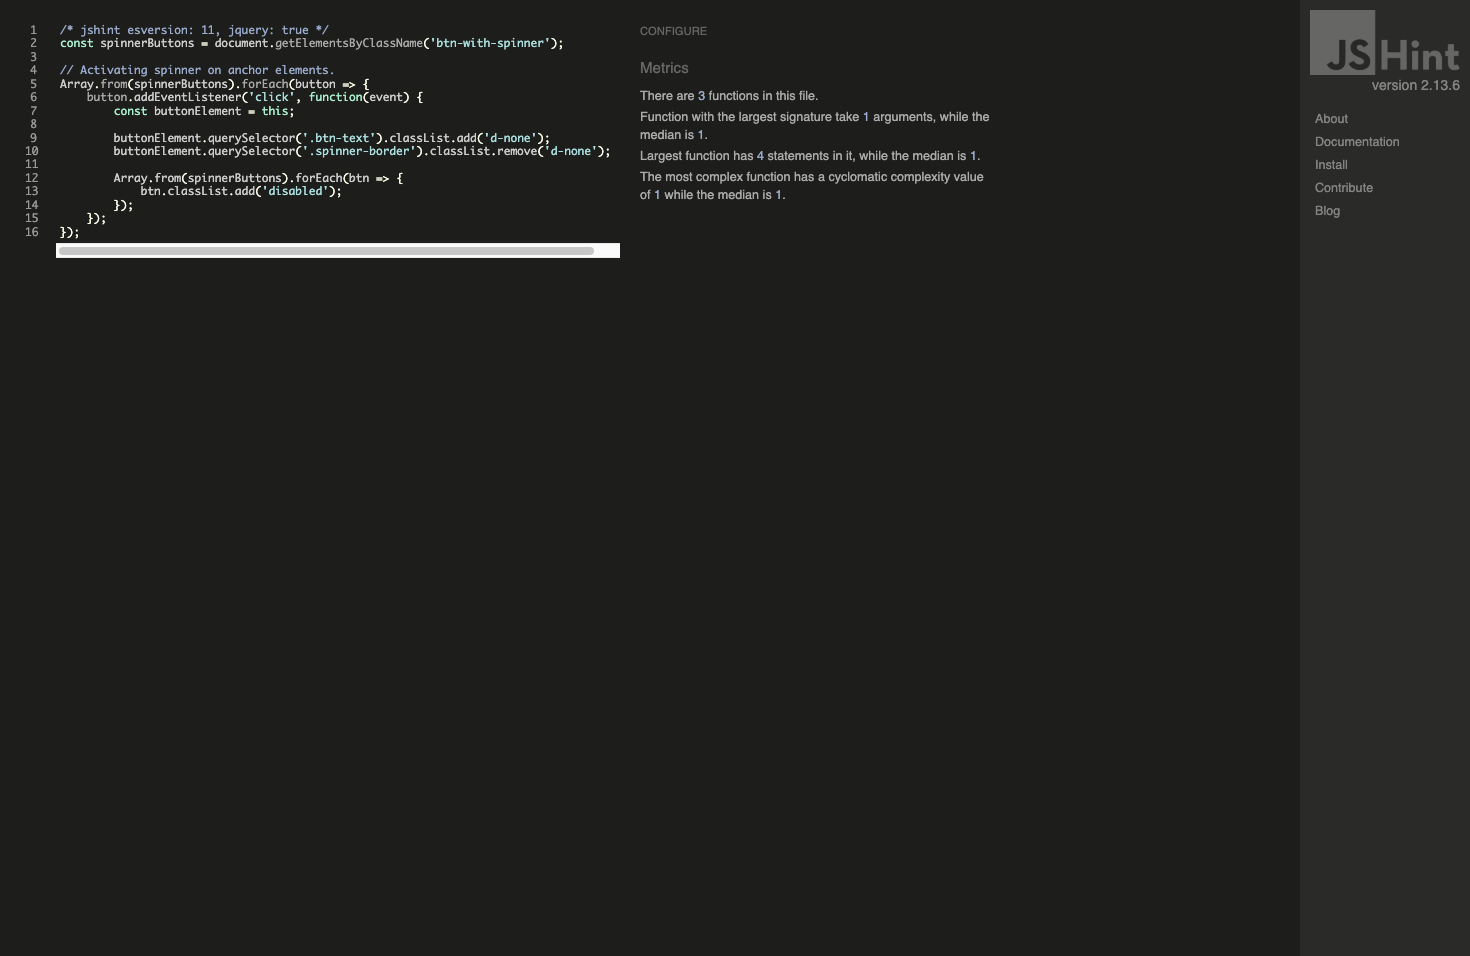 1 /* jshint esversion: 11, jquery: true */
2 const spinnerButtons = document.getElementsByClassName('btn-with-spinner');
3
4 // Activating spinner on anchor elements.
5 Array.from(spinnerButtons).forEach(button => {
6     button.addEventListener('click', function(event) {
7         const buttonElement = this;
8
9         buttonElement.querySelector('.btn-text').classList.add('d-none');
10         buttonElement.querySelector('.spinner-border').classList.remove('d-none');
11
12         Array.from(spinnerButtons).forEach(btn => {
13             btn.classList.add('disabled');
14         });
15     });
16 });
CONFIGURE
Metrics
There are 3 functions in this file.
Function with the largest signature take 1 arguments, while the
median is 1.
Largest function has 4 statements in it, while the median is 1.
The most complex function has a cyclomatic complexity value
of 1 while the median is 1.
JSHint
version 2.13.6
About
Documentation
Install
Contribute
Blog